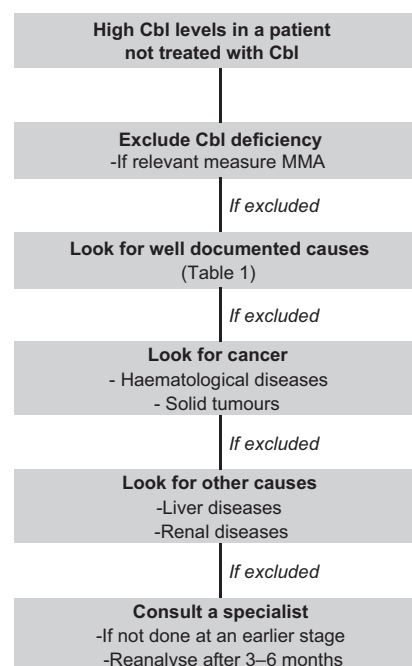 High Cbl levels in a patient
not treated with Cbl
Exclude Cbl deficiency
-If relevant measure MMA
If excluded
Look for well documented causes
(Table 1)
If excluded
Look for cancer
- Haematological diseases
- Solid tumours
If excluded
Look for other causes
-Liver diseases
-Renal diseases
If excluded
Consult a specialist
-If not done at an earlier stage
-Reanalyse after 3–6 months